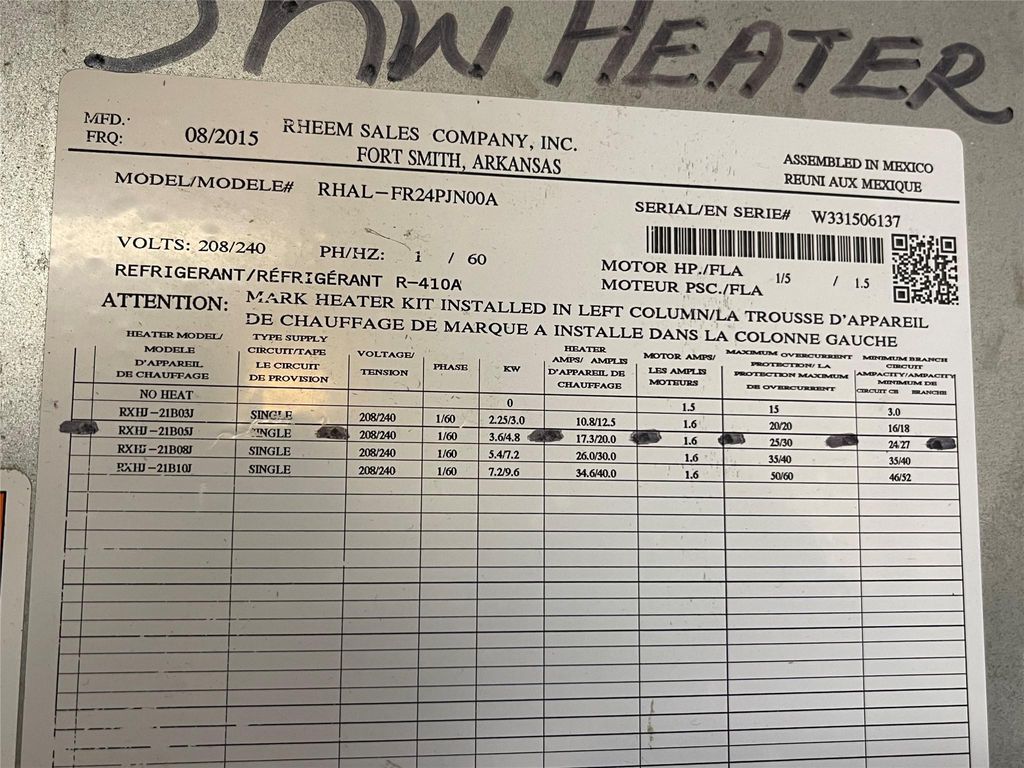 5KW HEATER
MFD.·
FRQ: 08/2015
RHEEM SALES COMPANY, INC.
FORT SMITH, ARKANSAS
ASSEMBLED IN MEXICO
REUNI AUX MEXIQUE
MODEL/MODELE# RHAL-FR24PJN00A
SERIAL/EN SERIE# W331506137
VOLTS: 208/240 PH/HZ: 1 / 60
REFRIGERANT/RÉFRIGÉRANT R-410A
MOTOR HP./FLA
MOTEUR PSC./FLA 1/5 / 1.5
ATTENTION: MARK HEATER KIT INSTALLED IN LEFT COLUMN/LA TROUSSE D'APPAREIL
DE CHAUFFAGE DE MARQUE A INSTALLE DANS LA COLONNE GAUCHE
HEATER MODEL/
MODELE
D'APPAREIL
DE CHAUFFAGE
TYPE SUPPLY
CIRCUIT/TAPE
LE CIRCUIT
DE PROVISION
VOLTAGE/
TENSION
PHASE
KW
HEATER
AMPS/ AMPLIS
D'APPAREIL DE
CHAUFFAGE
MOTOR AMPS/
LES AMPLIS
MOTEURS
MAXIMUM OVERCURRENT
PROTECTION/ LA
PROTECTION MAXIMUM
DE OVERCURRENT
MINIMUM BRANCH
CIRCUIT
AMPACITY/AMPACITY
MINIMUM DE
CIRCUIT CE BRANCHE
NO HEAT 0 1.5 15 3.0
RXHJ-21B03J SINGLE 208/240 1/60 2.25/3.0 10.8/12.5 1.6 20/20 16/18
RXHJ-21B05J SINGLE 208/240 1/60 3.6/4.8 17.3/20.0 1.6 25/30 24/27
RXHJ-21B08J SINGLE 208/240 1/60 5.4/7.2 26.0/30.0 1.6 35/40 35/40
RXHJ-21B10J SINGLE 208/240 1/60 7.2/9.6 34.6/40.0 1.6 50/60 46/52